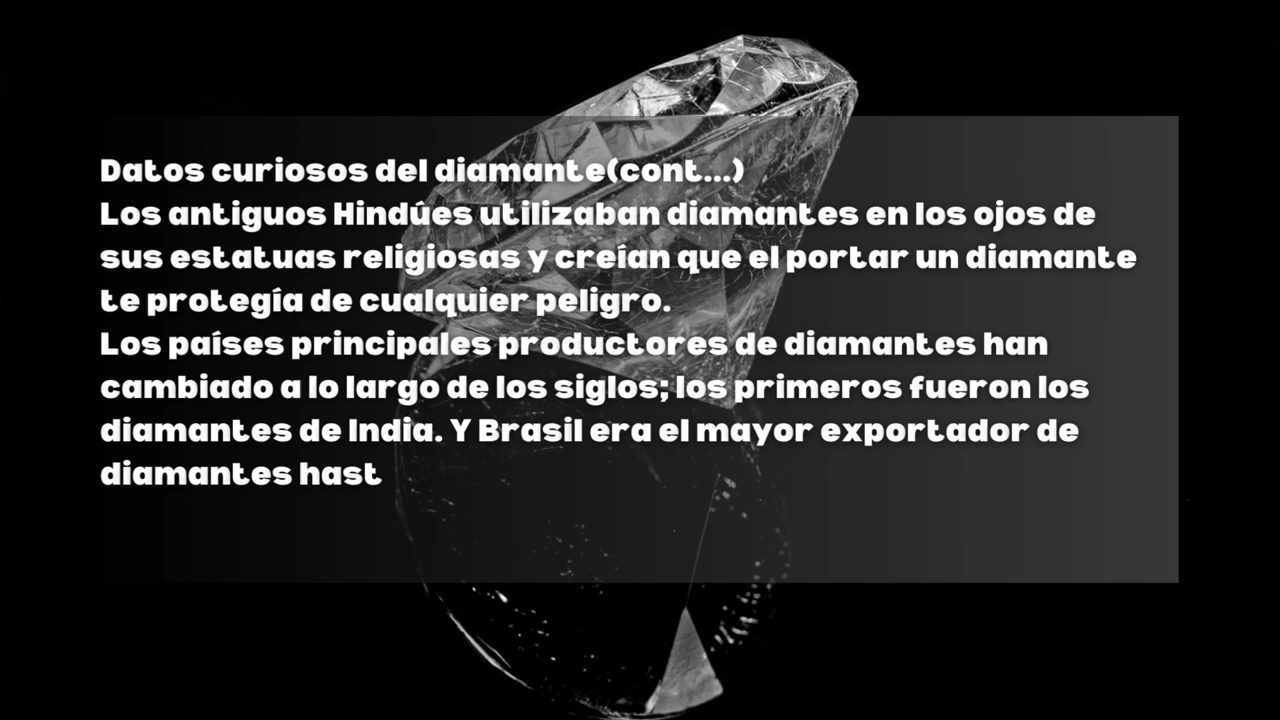 Datos curiosos del diamante(cont...)
Los antiguos Hindúes utilizaban diamantes en los ojos de
sus estatuas religiosas y creían que el portar un diamante
te protegía de cualquier peligro.
Los países principales productores de diamantes han
cambiado a lo largo de los siglos; los primeros fueron los
diamantes de India. Y Brasil era el mayor exportador de
diamantes hast